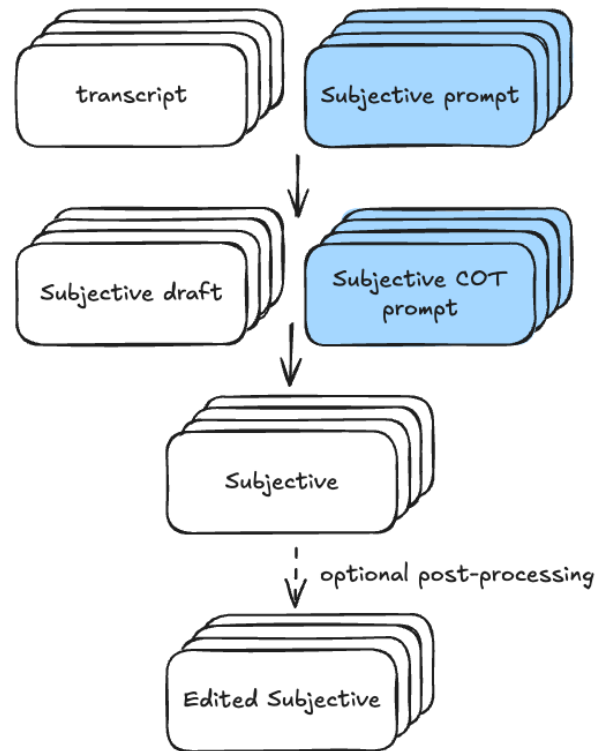 transcript
Subjective prompt
Subjective draft
Subjective COT
prompt
Subjective
optional post-processing
Edited Subjective